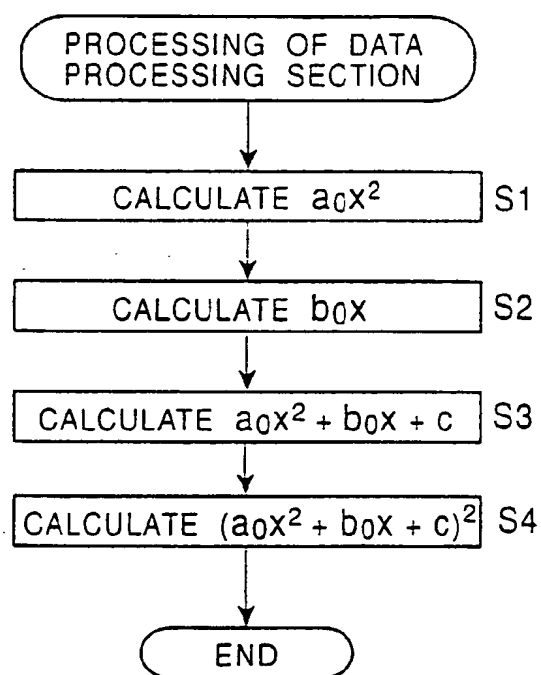 PROCESSING OF DATA
PROCESSING SECTION
CALCULATE a₀x² S1
CALCULATE b₀x S2
CALCULATE a₀x² + b₀x + c S3
CALCULATE (a₀x² + b₀x + c)² S4
END